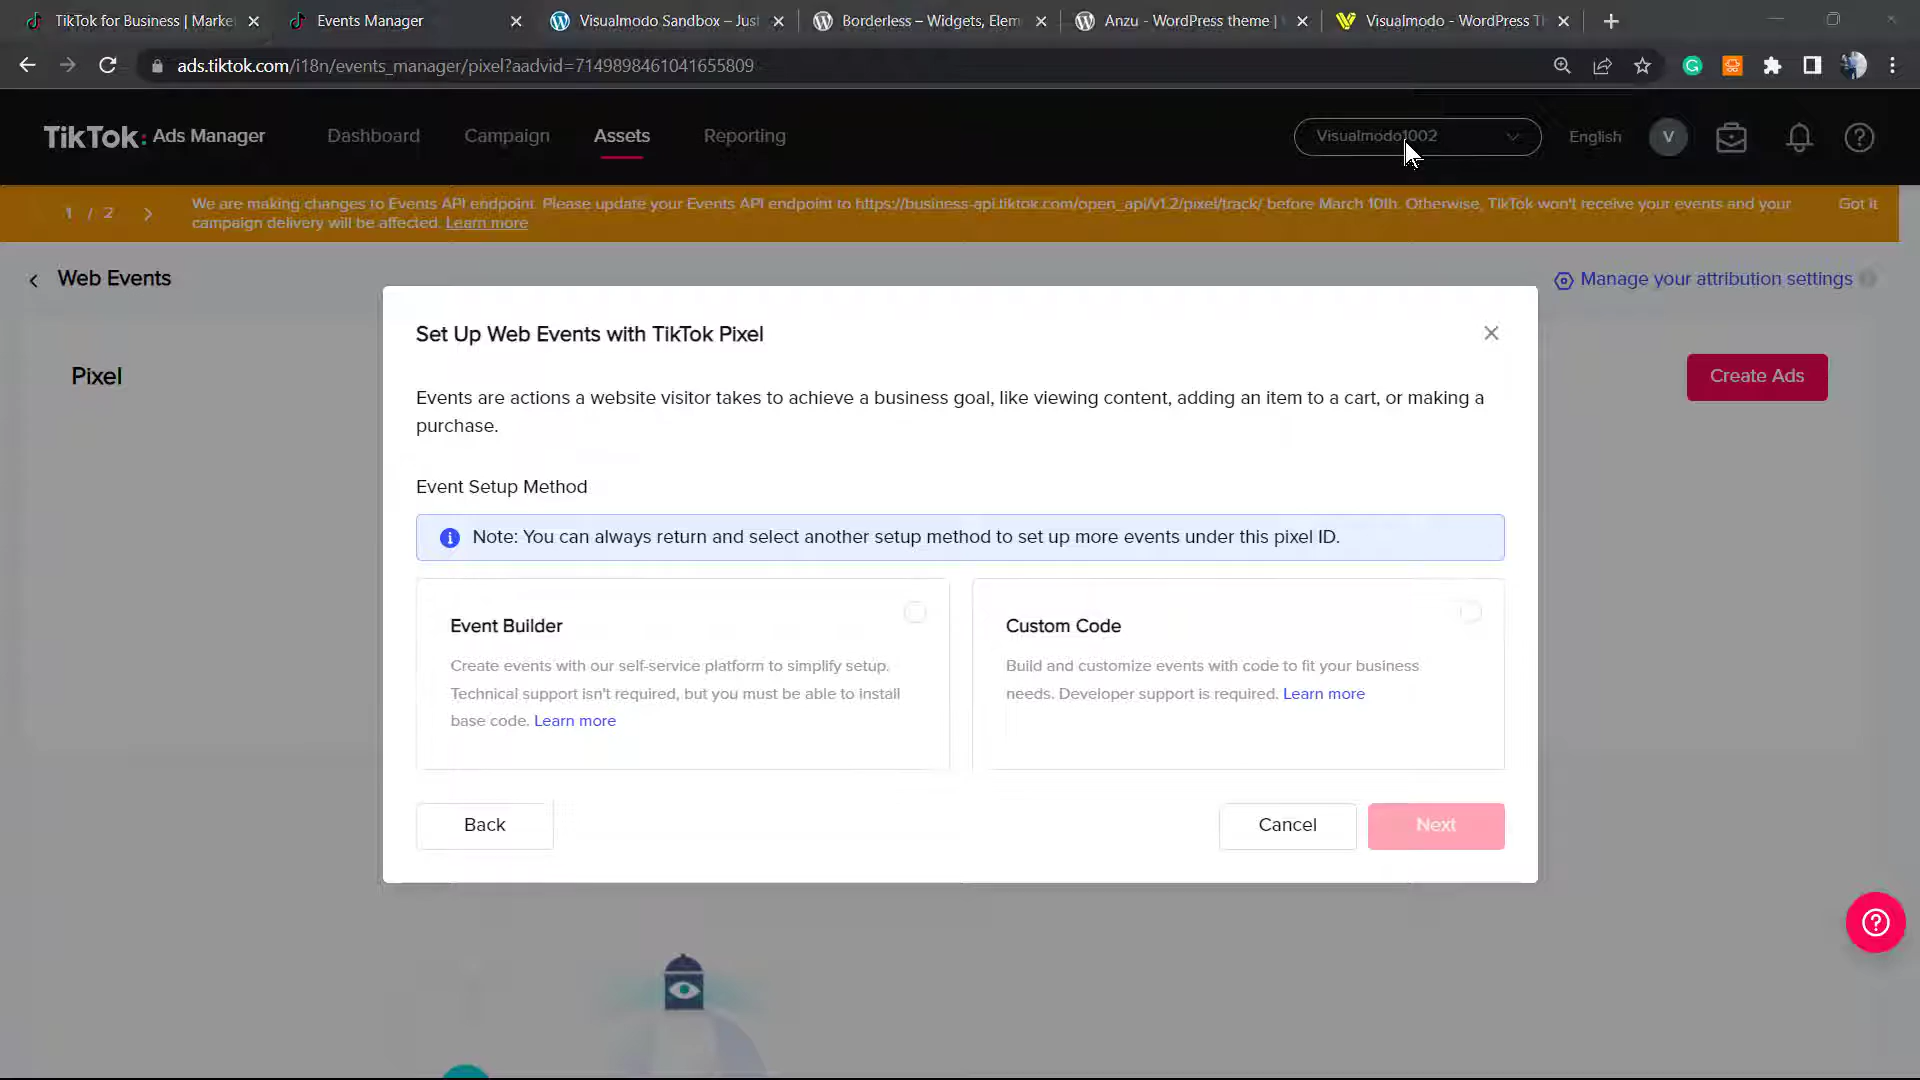 TikTok for Business | Marke
Events Manager
Visualmodo Sandbox – Just
Borderless – Widgets, Elem
Anzu - WordPress theme |
Visualmodo - WordPress Th
ads.tiktok.com/i18n/events_manager/pixel?aadvid=7149898461041655809
TikTok: Ads Manager
Dashboard
Campaign
Assets
Reporting
Visualmodo1002
English
V
1 / 2
We are making changes to Events API endpoint. Please update your Events API endpoint to https://business-api.tiktok.com/open_api/v1.2/pixel/track/ before March 10th. Otherwise, TikTok won't receive your events and your
campaign delivery will be affected. Learn more
Got it
Web Events
Manage your attribution settings
Pixel
Create Ads
Set Up Web Events with TikTok Pixel
Events are actions a website visitor takes to achieve a business goal, like viewing content, adding an item to a cart, or making a
purchase.
Event Setup Method
Note: You can always return and select another setup method to set up more events under this pixel ID.
Event Builder
Create events with our self-service platform to simplify setup.
Technical support isn't required, but you must be able to install
base code. Learn more
Custom Code
Build and customize events with code to fit your business
needs. Developer support is required. Learn more
Back
Cancel
Next